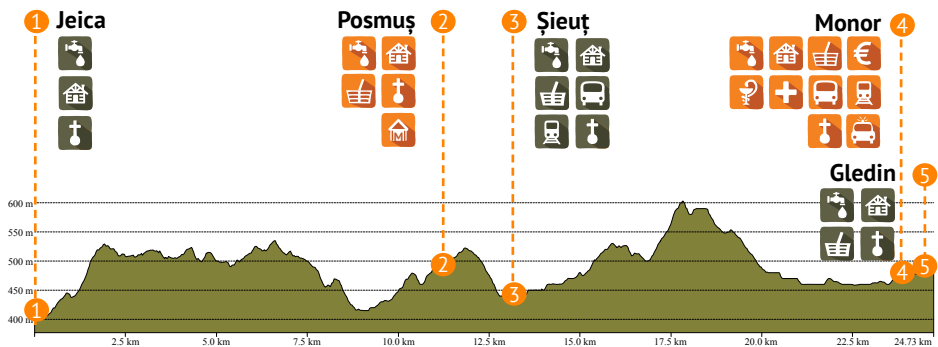 1 Jeica
Posmuș 2
3 Șieuț
Monor 4
€
M
Gledin 5
600 m
550 m
500 m
450 m
400 m
1
2
3
4
5
2.5 km 5.0 km 7.5 km 10.0 km 12.5 km 15.0 km 17.5 km 20.0 km 22.5 km 24.73 km